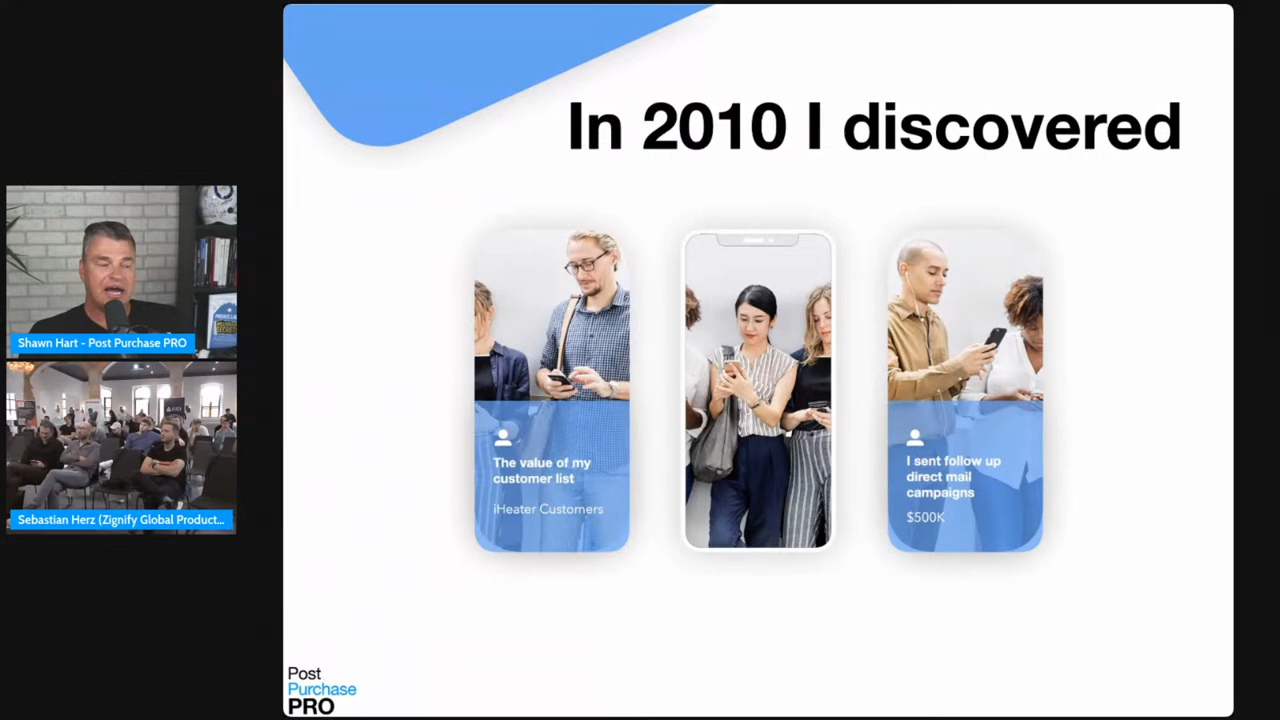 In 2010 I discovered
Shawn Hart - Post Purchase PRO
Sebastian Herz (Zignify Global Product...
The value of my
customer list
iHeater Customers
I sent follow up
direct mail
campaigns
$500K
Post
Purchase
PRO